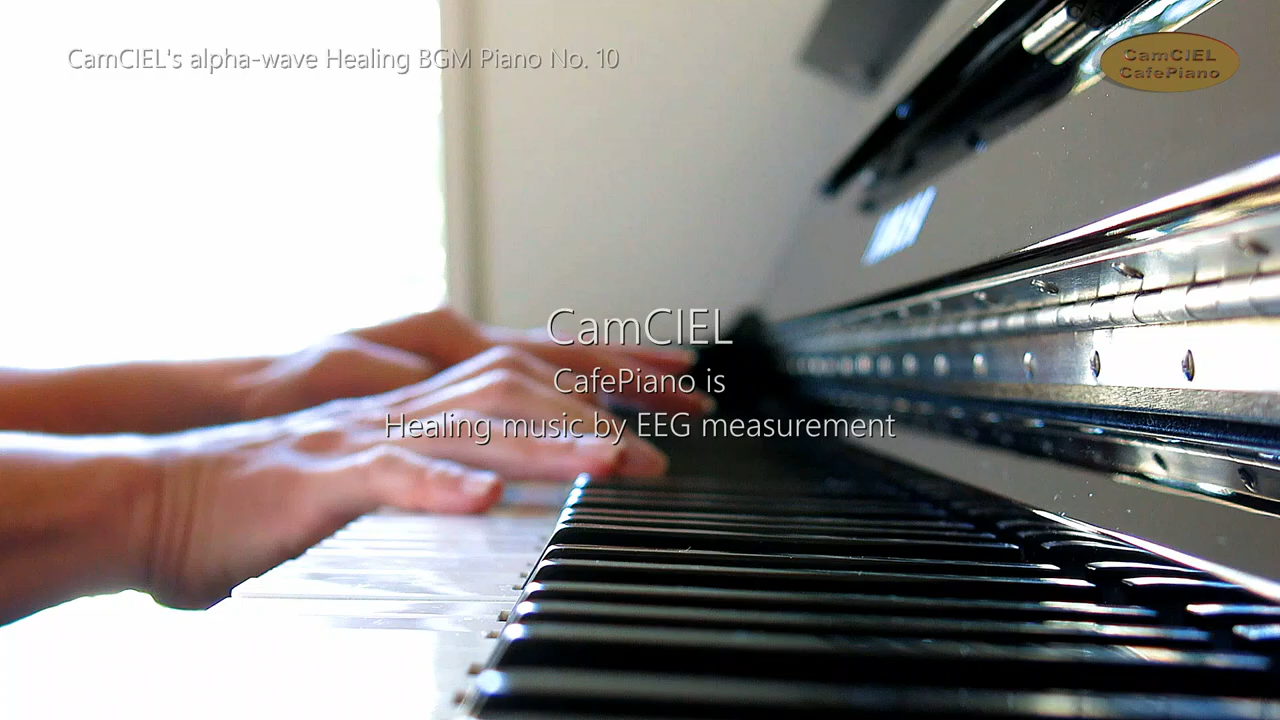 CamCIEL's alpha-wave Healing BGM Piano No. 10
CamCIEL
CafePiano
CamCIEL
CafePiano is
Healing music by EEG measurement